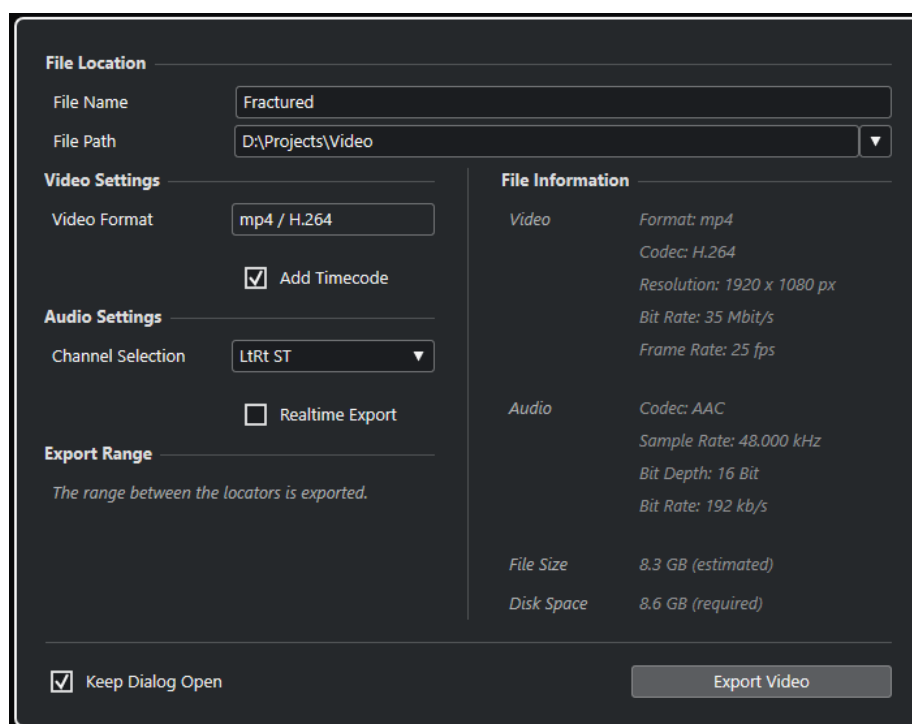 File Location
File Name
Fractured
File Path
D:\Projects\Video
Video Settings
Video Format
mp4 / H.264
Add Timecode
Audio Settings
Channel Selection
LtRt ST
Realtime Export
Export Range
The range between the locators is exported.
File Information
Video
Format: mp4
Codec: H.264
Resolution: 1920 x 1080 px
Bit Rate: 35 Mbit/s
Frame Rate: 25 fps
Audio
Codec: AAC
Sample Rate: 48.000 kHz
Bit Depth: 16 Bit
Bit Rate: 192 kb/s
File Size
8.3 GB (estimated)
Disk Space
8.6 GB (required)
Keep Dialog Open
Export Video